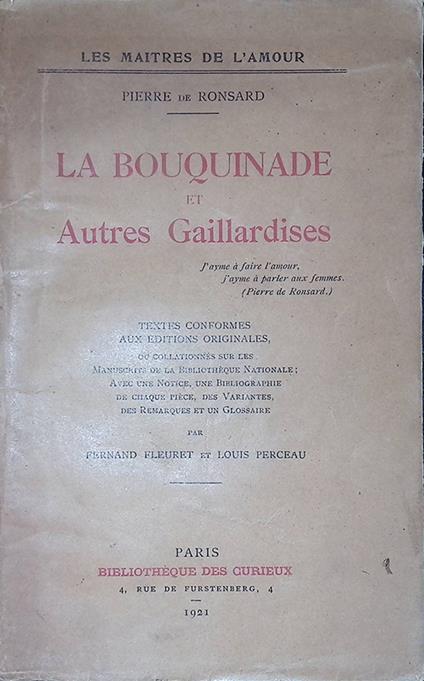 LES MAITRES DE L'AMOUR
PIERRE DE RONSARD
LA BOUQUINADE
ET
Autres Gaillardises
J'ayme à faire l'amour,
j'ayme à parler aux femmes.
(Pierre de Ronsard.)
TEXTES CONFORMES
AUX EDITIONS ORIGINALES,
OU COLLATIONNÉS SUR LES
MANUSCRITS DE LA BIBLIOTHÈQUE NATIONALE;
AVEC UNE NOTICE, UNE BIBLIOGRAPHIE
DE CHAQUE PIÈCE, DES VARIANTES,
DES REMARQUES ET UN GLOSSAIRE
PAR
FERNAND FLEURET ET LOUIS PERCEAU
PARIS
BIBLIOTHÈQUE DES CURIEUX
4, RUE DE FURSTENBERG, 4
1921